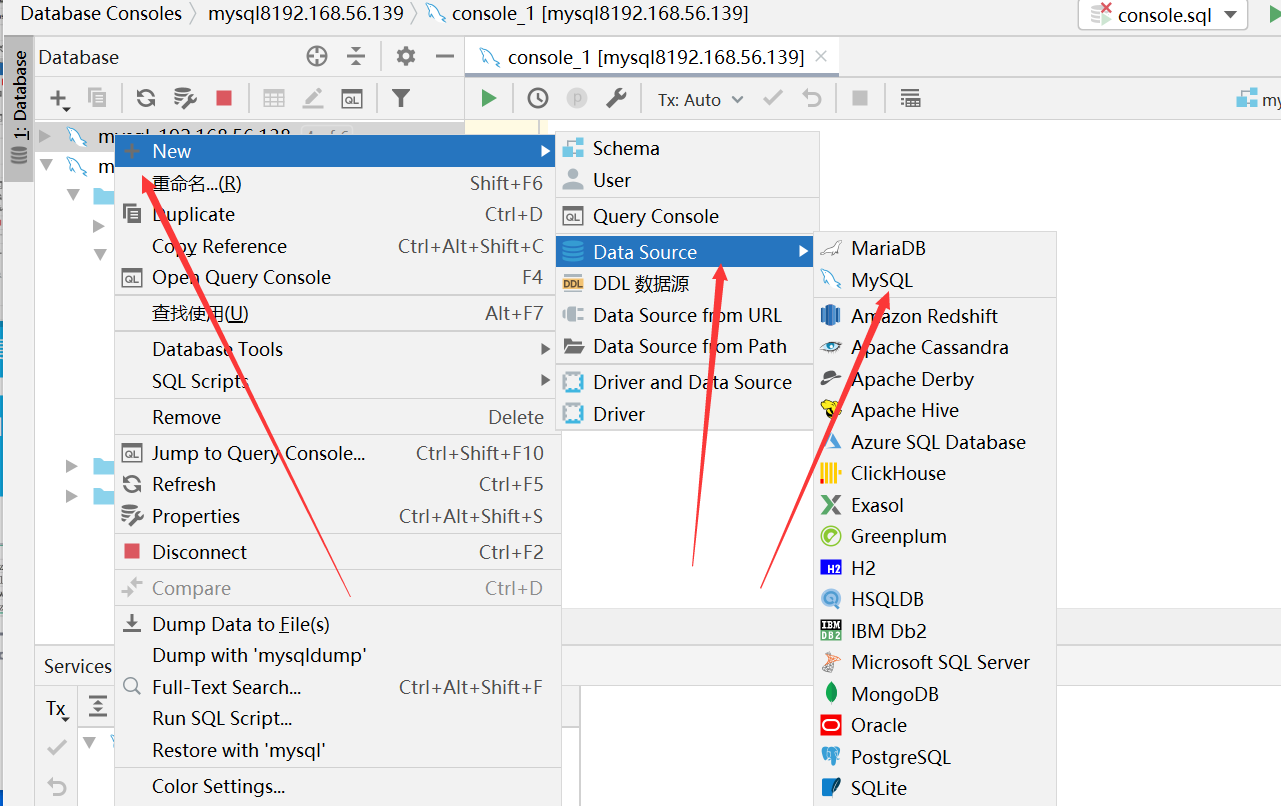 Database Consoles mysql8192.168.56.139 console_1 [mysql8192.168.56.139]
console.sql
1: Database
Database
console_1 [mysql8192.168.56.139]
Tx: Auto
my
New
重命名...(R) Shift+F6
Duplicate Ctrl+D
Copy Reference Ctrl+Alt+Shift+C
QL Open Query Console F4
查找使用(U) Alt+F7
Database Tools
SQL Scripts
Remove Delete
QL Jump to Query Console... Ctrl+Shift+F10
Refresh Ctrl+F5
Properties Ctrl+Alt+Shift+S
Disconnect Ctrl+F2
Compare Ctrl+D
Dump Data to File(s)
Dump with 'mysqldump'
Full-Text Search... Ctrl+Alt+Shift+F
Run SQL Script...
Restore with 'mysql'
Color Settings...
Schema
User
QL Query Console
Data Source
DDL DDL 数据源
Data Source from URL
Data Source from Path
Driver and Data Source
Driver
MariaDB
MySQL
Amazon Redshift
Apache Cassandra
Apache Derby
Apache Hive
Azure SQL Database
ClickHouse
Exasol
Greenplum
H2 H2
HSQLDB
IBM DB2 IBM Db2
Microsoft SQL Server
MongoDB
Oracle
PostgreSQL
SQLite
Services
Tx